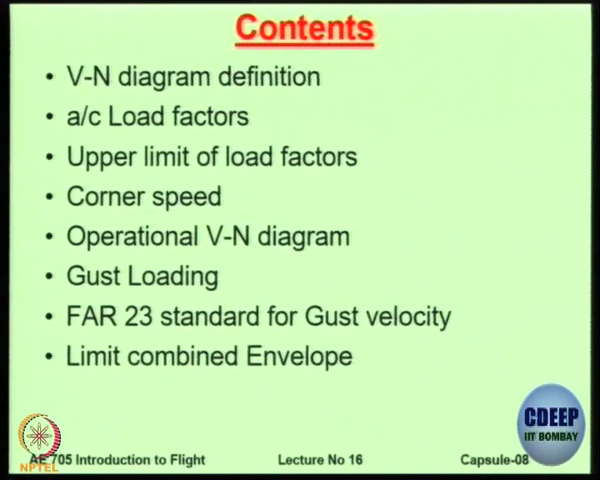 Contents
• V-N diagram definition
• a/c Load factors
• Upper limit of load factors
• Corner speed
• Operational V-N diagram
• Gust Loading
• FAR 23 standard for Gust velocity
• Limit combined Envelope
CDEEP
IIT BOMBAY
NPTEL
AE 705 Introduction to Flight Lecture No 16 Capsule-08